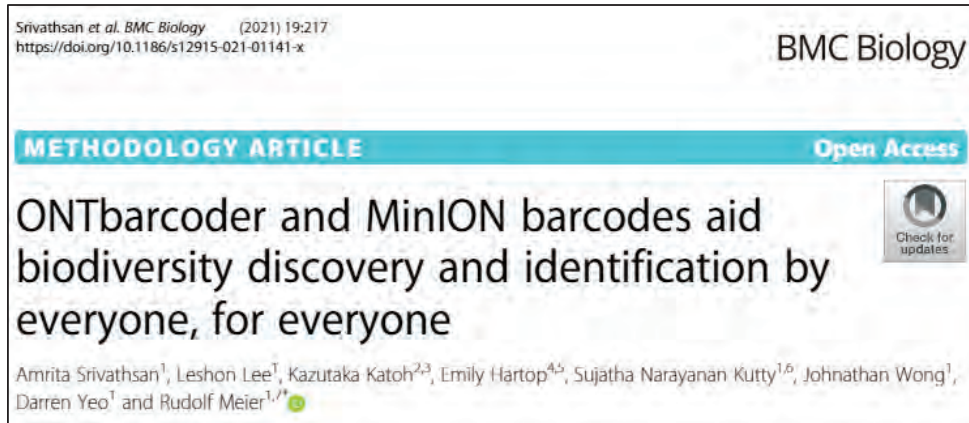 Srivathsan et al. BMC Biology (2021) 19:217
https://doi.org/10.1186/s12915-021-01141-x
BMC Biology
METHODOLOGY ARTICLE Open Access
ONTbarcoder and MinION barcodes aid
biodiversity discovery and identification by
everyone, for everyone
Check for
updates
Amrita Srivathsan1, Leshon Lee1, Kazutaka Katoh2,3, Emily Hartop4,5, Sujatha Narayanan Kutty1,6, Johnathan Wong1,
Darren Yeo1 and Rudolf Meier1,7* iD